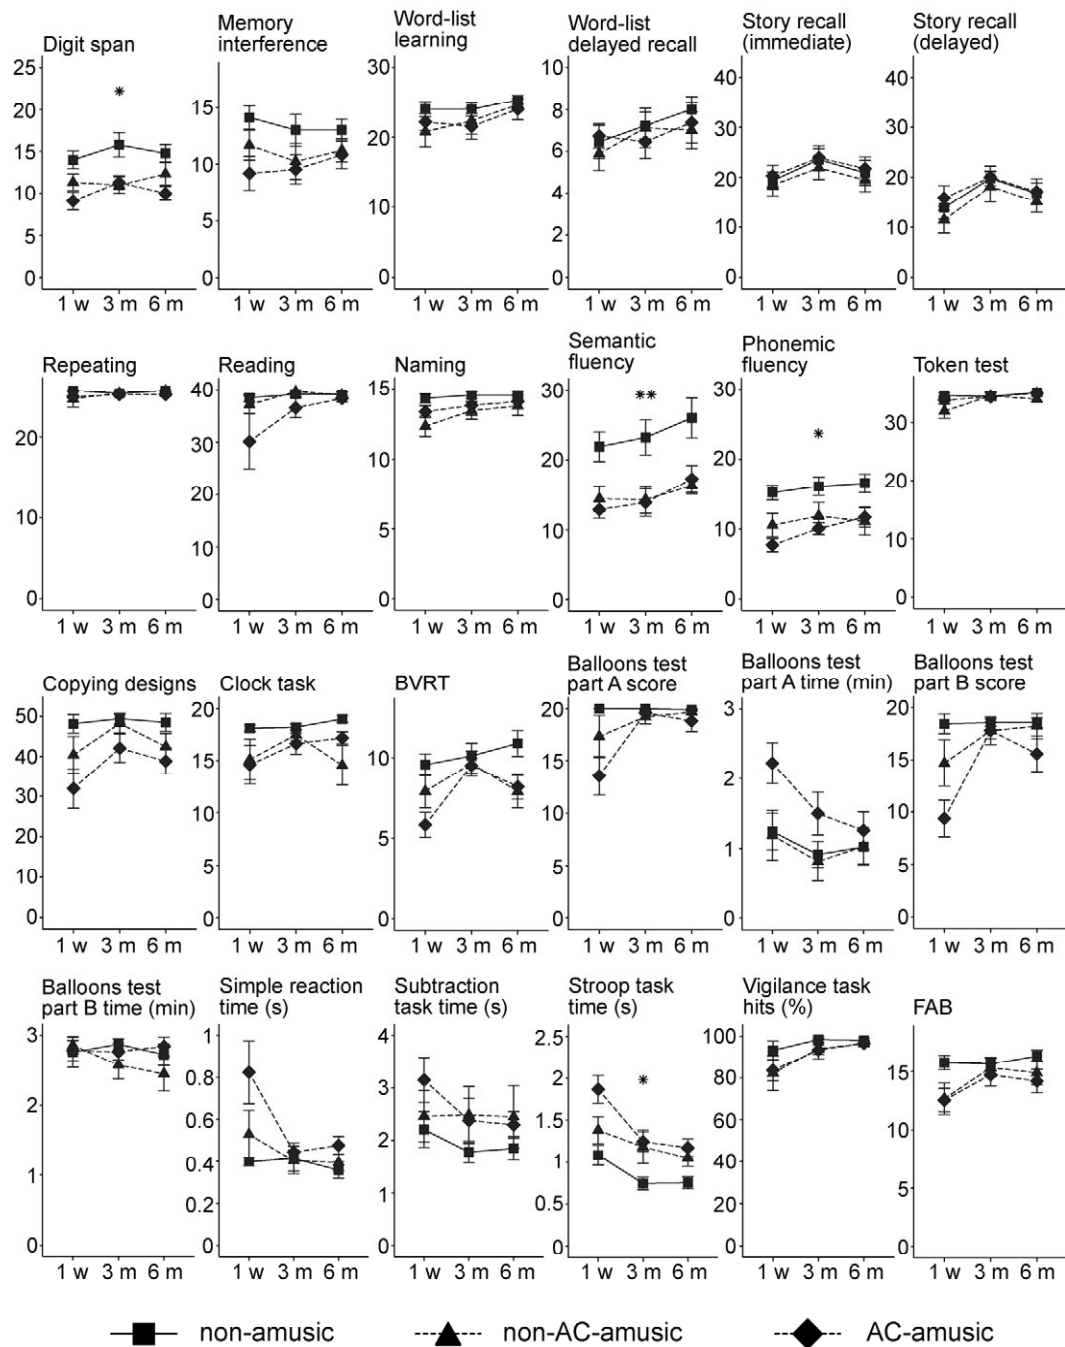 Digit span
Memory
interference
Word-list
learning
Word-list
delayed recall
Story recall
(immediate)
Story recall
(delayed)
25
20
15
10
5
0
*
15
10
5
0
30
20
10
0
10
8
6
4
2
0
40
30
20
10
0
40
30
20
10
0
1 w 3 m 6 m
1 w 3 m 6 m
1 w 3 m 6 m
1 w 3 m 6 m
1 w 3 m 6 m
1 w 3 m 6 m
Repeating
Reading
Naming
Semantic
fluency
Phonemic
fluency
Token test
20
10
0
40
30
20
10
0
15
10
5
0
30
20
10
0
**
30
20
10
0
*
30
20
10
0
1 w 3 m 6 m
1 w 3 m 6 m
1 w 3 m 6 m
1 w 3 m 6 m
1 w 3 m 6 m
1 w 3 m 6 m
Copying designs
Clock task
BVRT
Balloons test
part A score
Balloons test
part A time (min)
Balloons test
part B score
50
40
30
20
10
0
20
15
10
5
0
10
5
0
20
15
10
5
0
3
2
1
0
20
15
10
5
0
1 w 3 m 6 m
1 w 3 m 6 m
1 w 3 m 6 m
1 w 3 m 6 m
1 w 3 m 6 m
1 w 3 m 6 m
Balloons test
part B time (min)
Simple reaction
time (s)
Subtraction
task time (s)
Stroop task
time (s)
Vigilance task
hits (%)
FAB
3
2
1
0
1
0.8
0.6
0.4
0.2
0
4
3
2
1
0
2.5
2
1.5
1
0.5
0
*
100
80
60
40
20
0
15
10
5
0
1 w 3 m 6 m
1 w 3 m 6 m
1 w 3 m 6 m
1 w 3 m 6 m
1 w 3 m 6 m
1 w 3 m 6 m
non-amusic
non-AC-amusic
AC-amusic